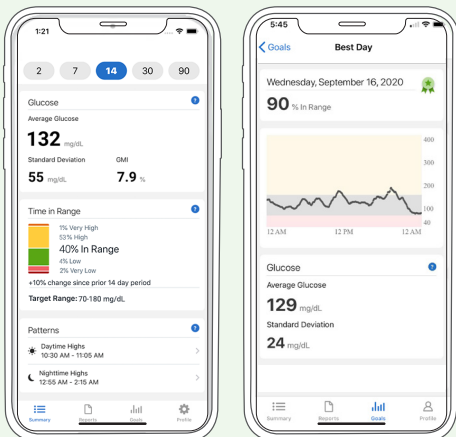 1:21
2 7 14 30 90
Glucose
Average Glucose
132 mg/dL
Standard Deviation GMI
55 mg/dL 7.9 %
Time in Range
1% Very High
53% High
40% In Range
4% Low
2% Very Low
+10% change since prior 14 day period
Target Range: 70-180 mg/dL
Patterns
Daytime Highs
10:30 AM - 11:05 AM
Nighttime Highs
12:55 AM - 2:15 AM
Summary Reports Goals Profile
5:45
Goals Best Day
Wednesday, September 16, 2020
90 % In Range
400
300
200
100
40
12 AM 12 PM 12 AM
Glucose
Average Glucose
129 mg/dL
Standard Deviation
24 mg/dL
Summary Reports Goals Profile